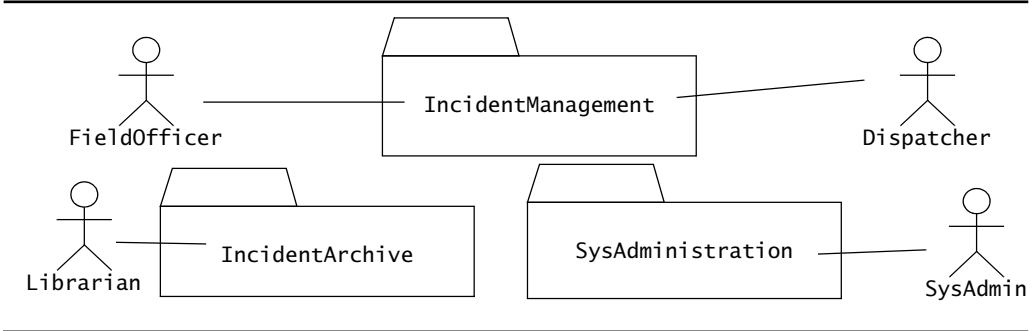 IncidentManagement
FieldOfficer
Dispatcher
IncidentArchive
SysAdministration
Librarian
SysAdmin